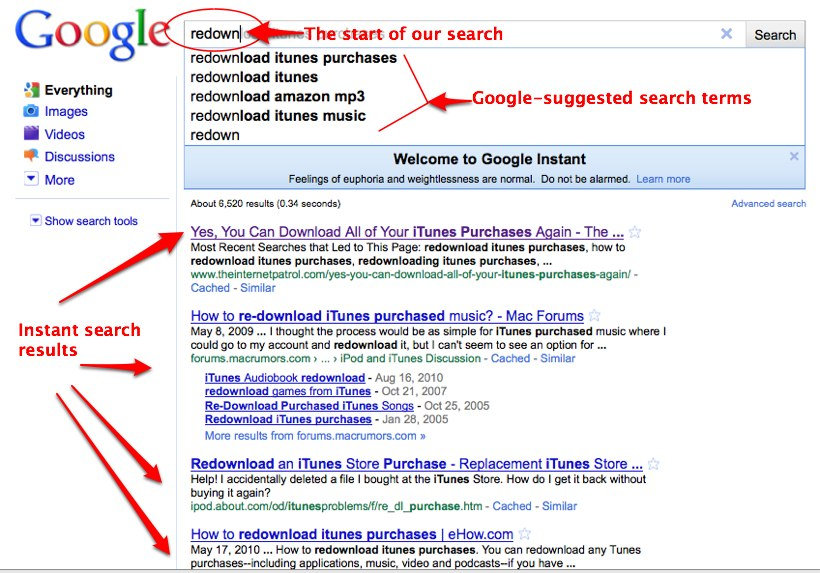 Google
redown
The start of our search
Search
redownload itunes purchases
redownload itunes
redownload amazon mp3
Google-suggested search terms
redownload itunes music
redown
Everything
Images
Videos
Discussions
More
Show search tools
Welcome to Google Instant
Feelings of euphoria and weightlessness are normal. Do not be alarmed. Learn more
About 6,520 results (0.34 seconds)
Advanced search
Yes, You Can Download All of Your iTunes Purchases Again - The ...
Most Recent Searches that Led to This Page: redownload itunes purchases, how to
redownload itunes purchases, redownloading itunes purchases, ...
www.theinternetpatrol.com/yes-you-can-download-all-of-your-itunes-purchases-again/ -
Cached - Similar
Instant search
results
How to re-download iTunes purchased music? - Mac Forums
May 8, 2009 ... I thought the process would be as simple for iTunes purchased music where I
could go to my account and redownload it, but I can't seem to see an option for ...
forums.macrumors.com › ... › iPod and iTunes Discussion - Cached - Similar
iTunes Audiobook redownload - Aug 16, 2010
redownload games from iTunes - Oct 21, 2007
Re-Download Purchased iTunes Songs - Oct 25, 2005
Redownload iTunes purchases - Jan 28, 2005
More results from forums.macrumors.com »
Redownload an iTunes Store Purchase - Replacement iTunes Store ...
Help! I accidentally deleted a file I bought at the iTunes Store. How do I get it back without
buying it again?
ipod.about.com/od/itunesproblems/f/re_dl_purchase.htm - Cached - Similar
How to redownload itunes purchases | eHow.com
May 17, 2010 ... How to redownload itunes purchases. You can redownload any Tunes
purchases--including applications, music, video and podcasts--if you have ...